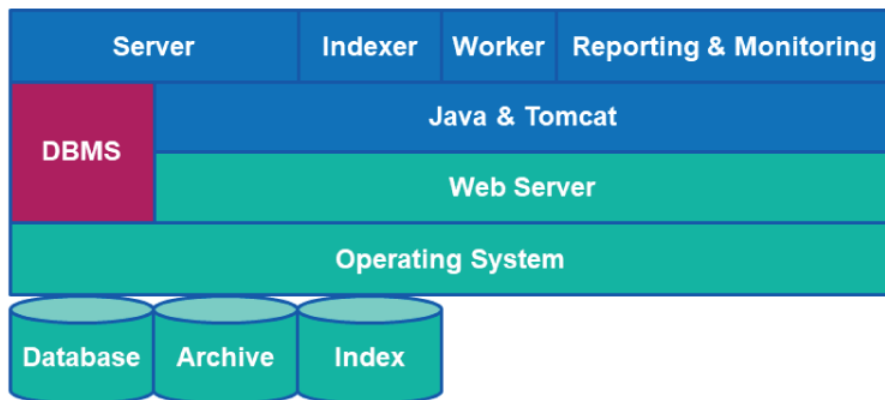 Server Indexer Worker Reporting & Monitoring
DBMS
Java & Tomcat
Web Server
Operating System
Database Archive Index